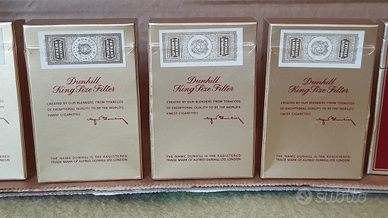 Dunhill
King Size Filter
CREATED BY OUR BLENDERS, FROM TOBACCOS
OF EXCEPTIONAL QUALITY TO BE THE WORLD'S
FINEST CIGARETTES.
THE NAME DUNHILL IS THE REGISTERED
TRADE MARK OF ALFRED DUNHILL LTD. LONDON.
Dunhill
King Size Filter
CREATED BY OUR BLENDERS, FROM TOBACCOS
OF EXCEPTIONAL QUALITY TO BE THE WORLD'S
FINEST CIGARETTES.
THE NAME DUNHILL IS THE REGISTERED
TRADE MARK OF ALFRED DUNHILL LTD. LONDON.
Dunhill
King Size Filter
CREATED BY OUR BLENDERS, FROM TOBACCOS
OF EXCEPTIONAL QUALITY TO BE THE WORLD'S
FINEST CIGARETTES.
THE NAME DUNHILL IS THE REGISTERED
TRADE MARK OF ALFRED DUNHILL LTD. LONDON.
subito